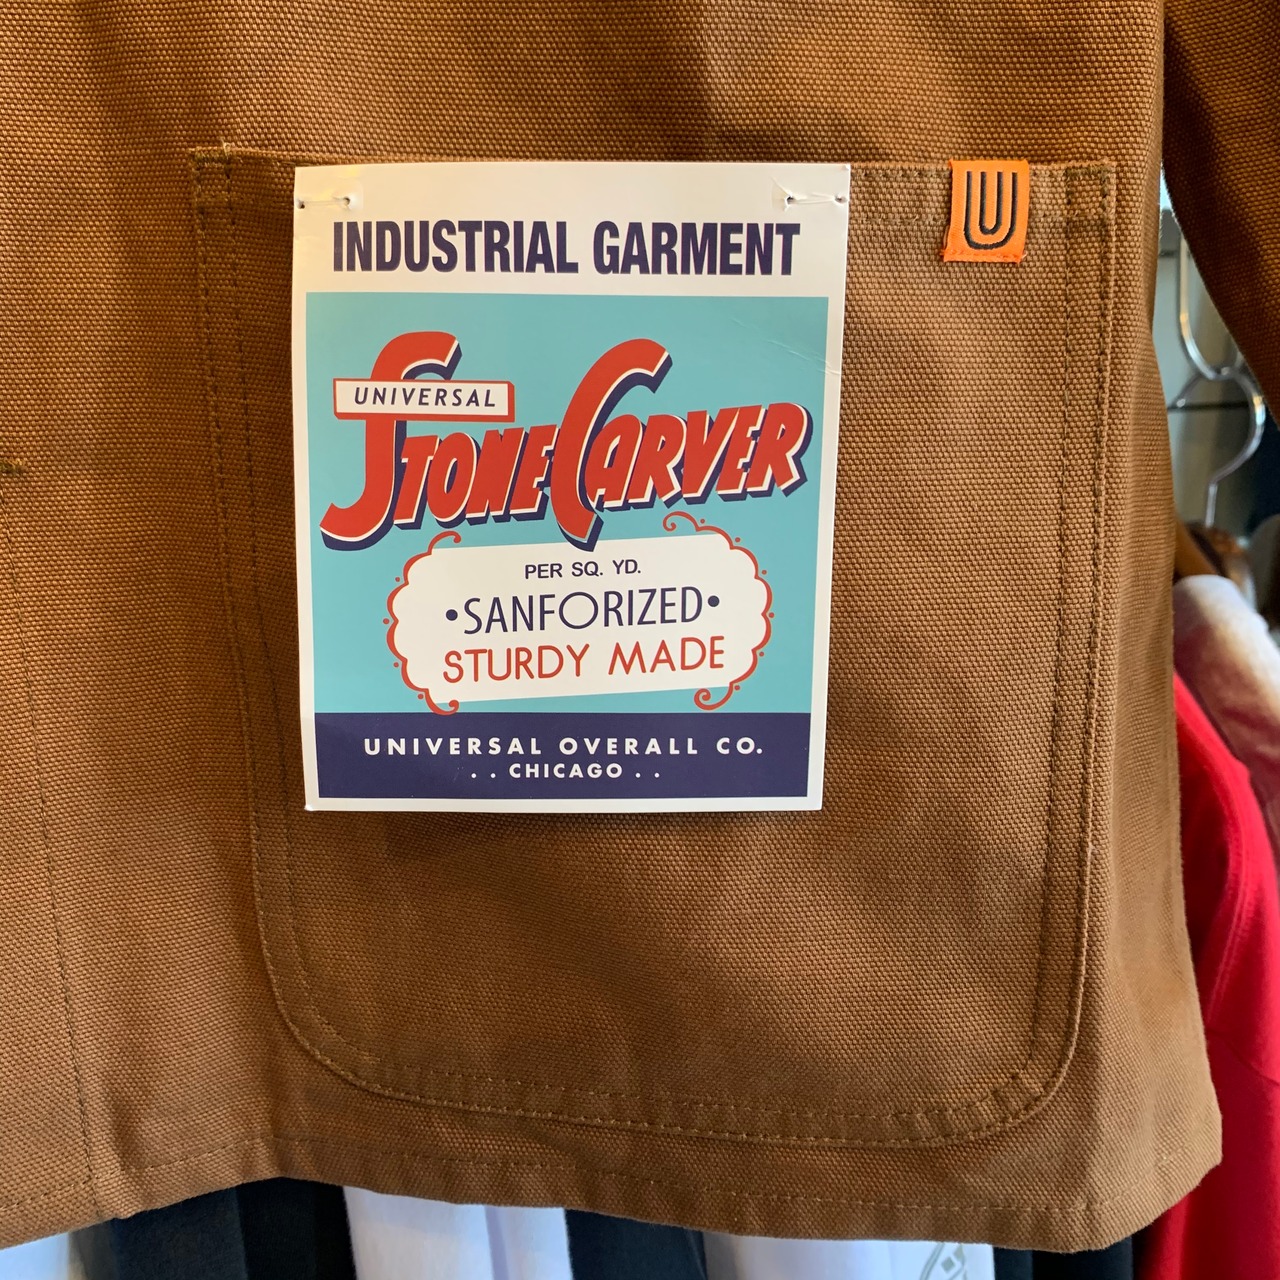 INDUSTRIAL GARMENT
U
UNIVERSAL
STONE CARVER
PER SQ. YD.
•SANFORIZED•
STURDY MADE
UNIVERSAL OVERALL CO.
. . CHICAGO . .